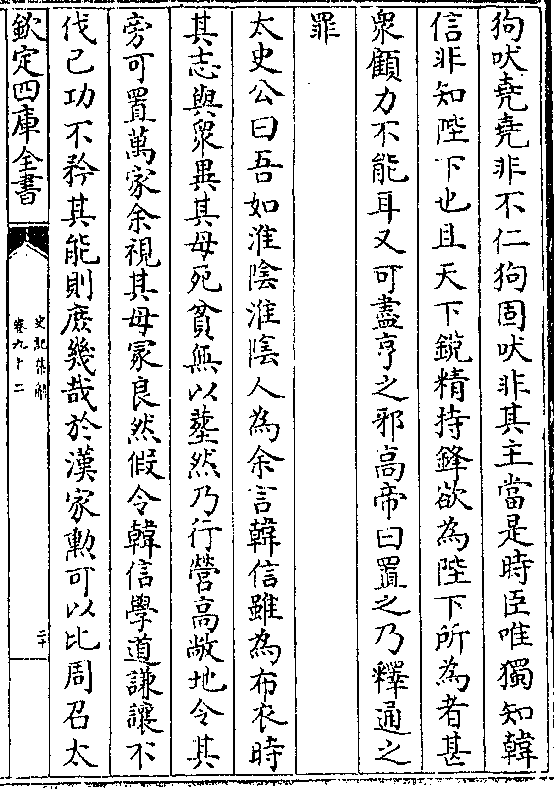 狗吠堯堯非不仁狗固吠非其主當是時臣唯獨知韓
信非知陛下也且天下鋭精持鋒欲為陛下所為者甚
衆顧力不能耳又可盡亨之邪高帝曰置之乃釋通之
罪
太史公曰吾如淮陰淮陰人為余言韓信雖為布衣時
其志與衆異其母死貧無以塟然乃行營高敞地令其
旁可置萬家余視其母冢良然假令韓信學道謙讓不
伐已功不矜其能則庶幾哉於漢家勲可以比周召太
欽定四庫全書
史記集解
卷九十二
二十